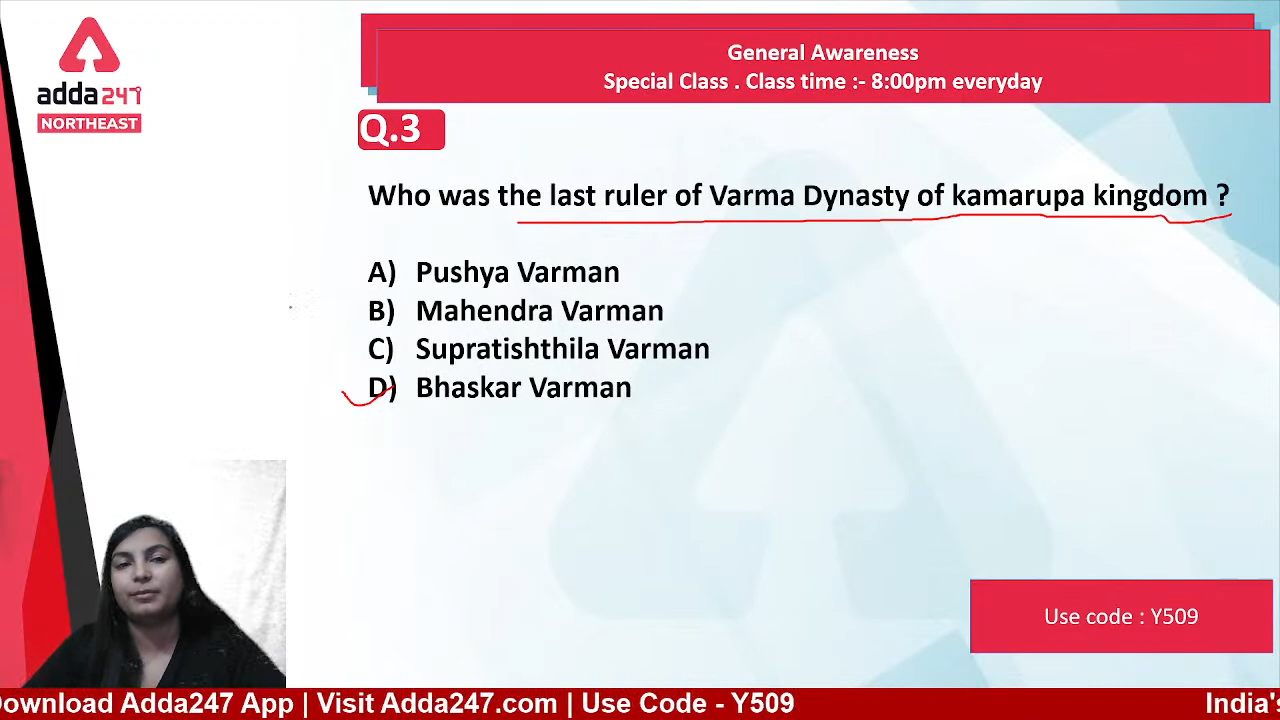 adda247
NORTHEAST
General Awareness
Special Class . Class time :- 8:00pm everyday
Q.3
Who was the last ruler of Varma Dynasty of kamarupa kingdom ?
A) Pushya Varman
B) Mahendra Varman
C) Supratishthila Varman
D) Bhaskar Varman
Use code : Y509
Download Adda247 App | Visit Adda247.com | Use Code - Y509 India's